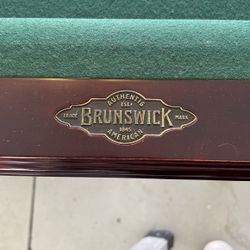 AUTHENTIC
EST.
TRADE MARK
BRUNSWICK
1845
AMERICAN